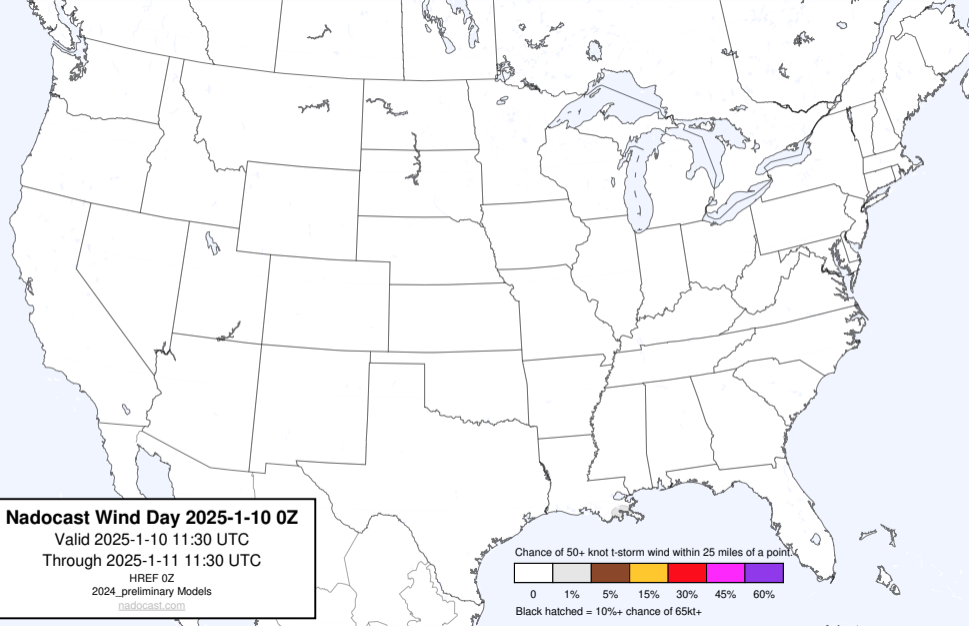 Nadocast Wind Day 2025-1-10 0Z
Valid 2025-1-10 11:30 UTC
Through 2025-1-11 11:30 UTC
HREF 0Z
2024_preliminary Models
nadocast.com
Chance of 50+ knot t-storm wind within 25 miles of a point.
0 1% 5% 15% 30% 45% 60%
Black hatched = 10%+ chance of 65kt+